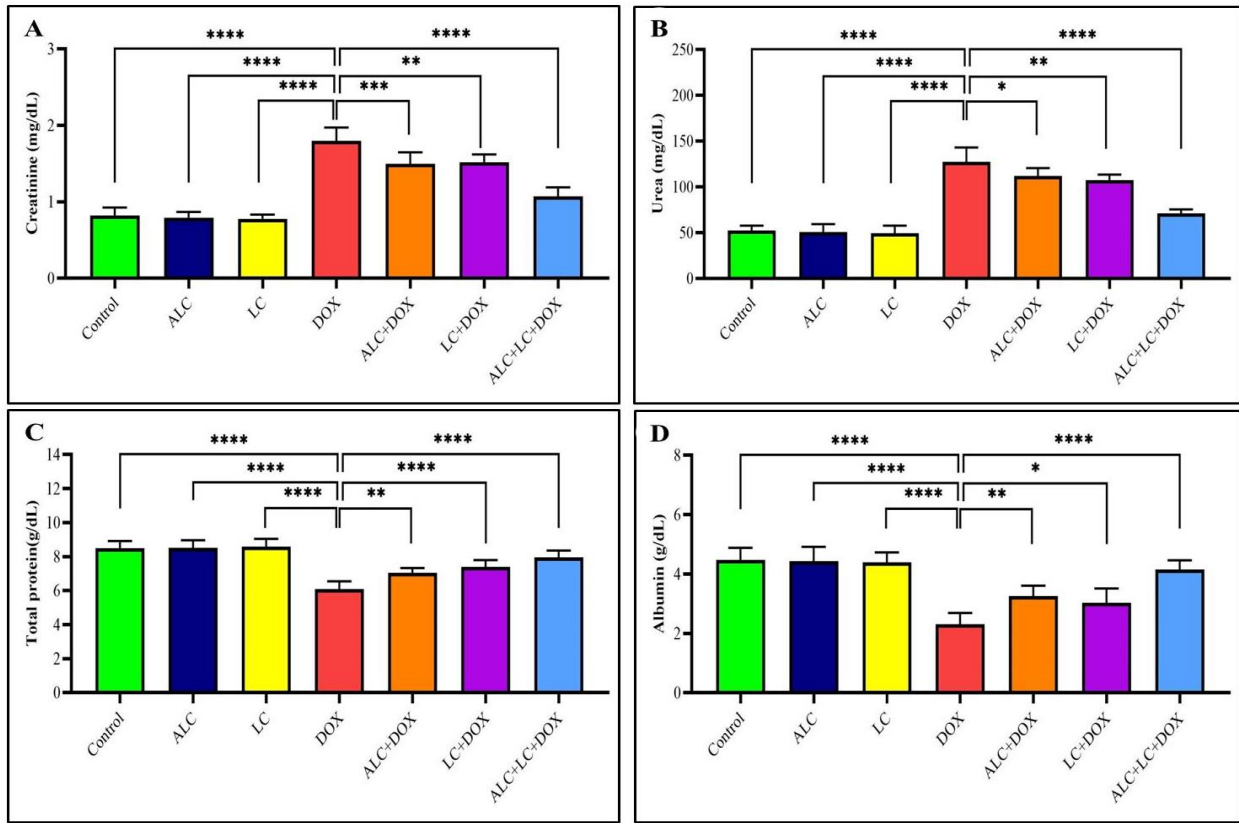 A
Creatinine (mg/dL)
3
2
1
0
**** ****
**** **
**** ***
Control
ALC
LC
DOX
ALC+DOX
LC+DOX
ALC+LC+DOX
B
Urea (mg/dL)
250
200
150
100
50
0
**** ****
**** **
**** *
Control
ALC
LC
DOX
ALC+DOX
LC+DOX
ALC+LC+DOX
C
Total protein(g/dL)
14
12
10
8
6
4
2
0
**** ****
**** ****
**** **
Control
ALC
LC
DOX
ALC+DOX
LC+DOX
ALC+LC+DOX
D
Albumin (g/dL)
8
6
4
2
0
**** ****
**** *
**** **
Control
ALC
LC
DOX
ALC+DOX
LC+DOX
ALC+LC+DOX